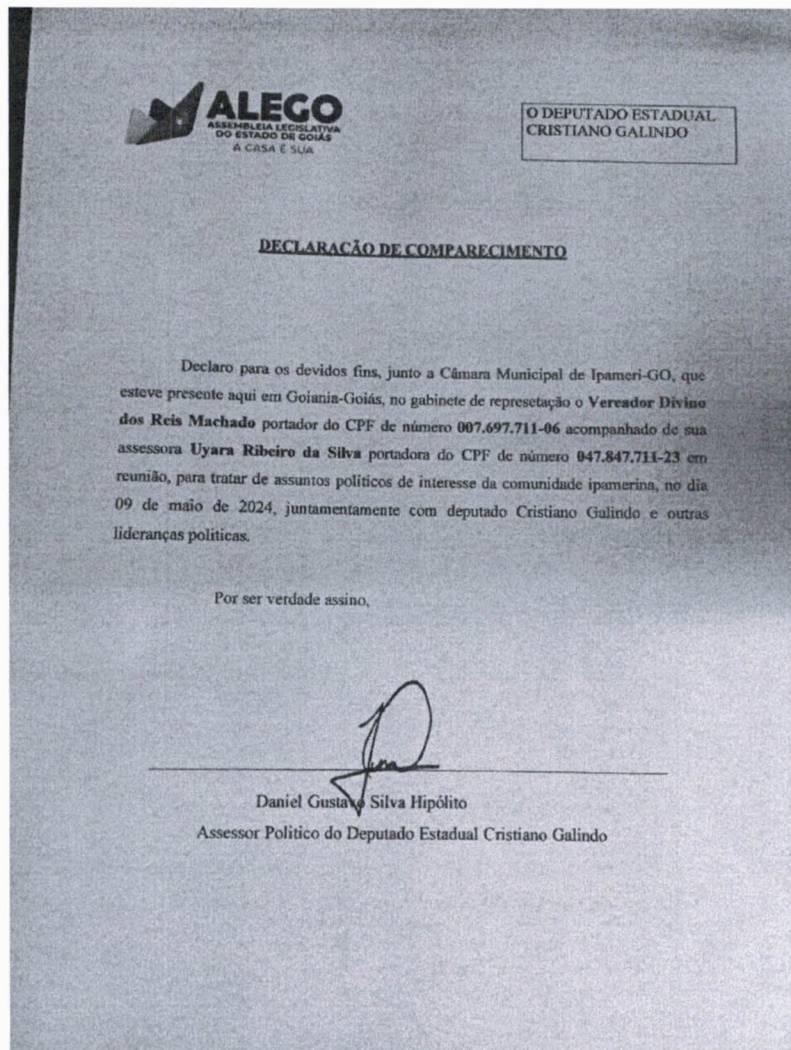 ALEGO
ASSEMBLEIA LEGISLATIVA
DO ESTADO DE GOIÁS
A CASA É SUA
O DEPUTADO ESTADUAL
CRISTIANO GALINDO
DECLARACÃO DE COMPARECIMENTO
Declaro para os devidos fins, junto a Câmara Municipal de Ipameri-GO, que
esteve presente aqui em Goiania-Goiás, no gabinete de represetação o Vereador Divino
dos Reis Machado portador do CPF de número 007.697.711-06 acompanhado de sua
assessora Uyara Ribeiro da Silva portadora do CPF de número 047.847.711-23 em
reunião, para tratar de assuntos politicos de interesse da comunidade ipamerina, no dia
09 de maio de 2024, juntamentamente com deputado Cristiano Galindo e outras
lideranças politicas.
Por ser verdade assino,
Daniel Gustavo Silva Hipólito
Assessor Politico do Deputado Estadual Cristiano Galindo